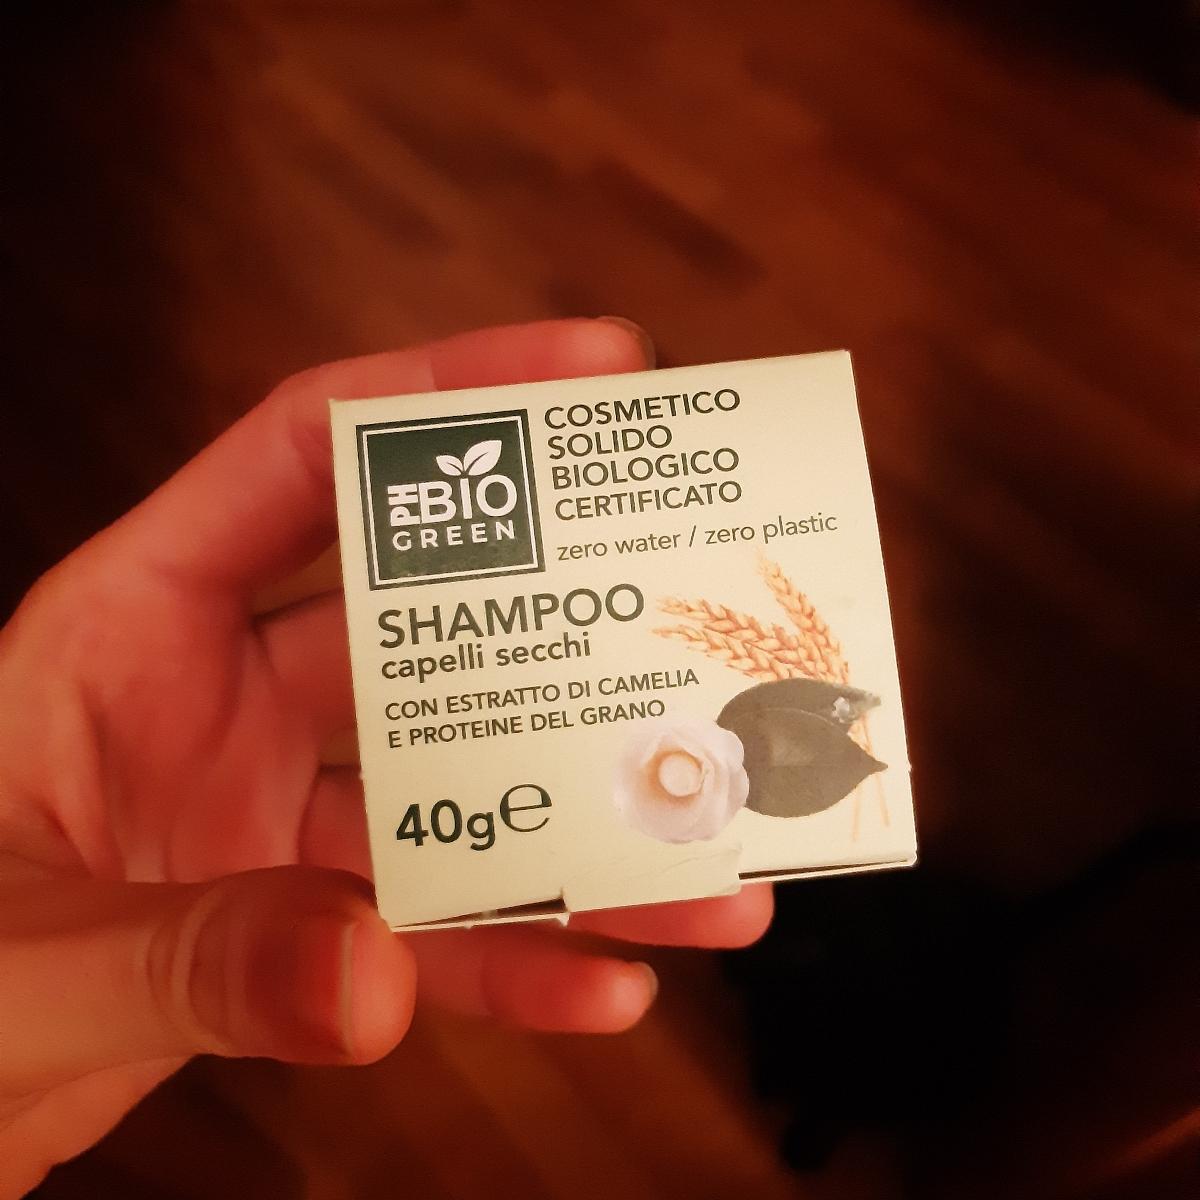 PH BIO
GREEN
COSMETICO
SOLIDO
BIOLOGICO
CERTIFICATO
zero water / zero plastic
SHAMPOO
capelli secchi
CON ESTRATTO DI CAMELIA
E PROTEINE DEL GRANO
40g℮